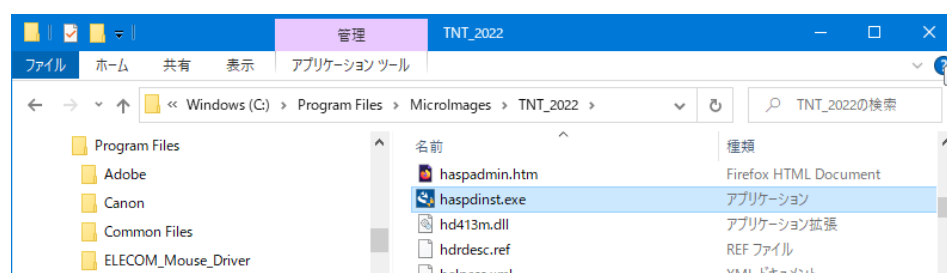 管理 TNT_2022
ファイル ホーム 共有 表示 アプリケーション ツール
« Windows (C:) › Program Files › MicroImages › TNT_2022 › TNT_2022の検索
Program Files 名前 種類
Adobe haspadmin.htm Firefox HTML Document
Canon haspdinst.exe アプリケーション
Common Files hd413m.dll アプリケーション拡張
ELECOM_Mouse_Driver hdrdesc.ref REF ファイル